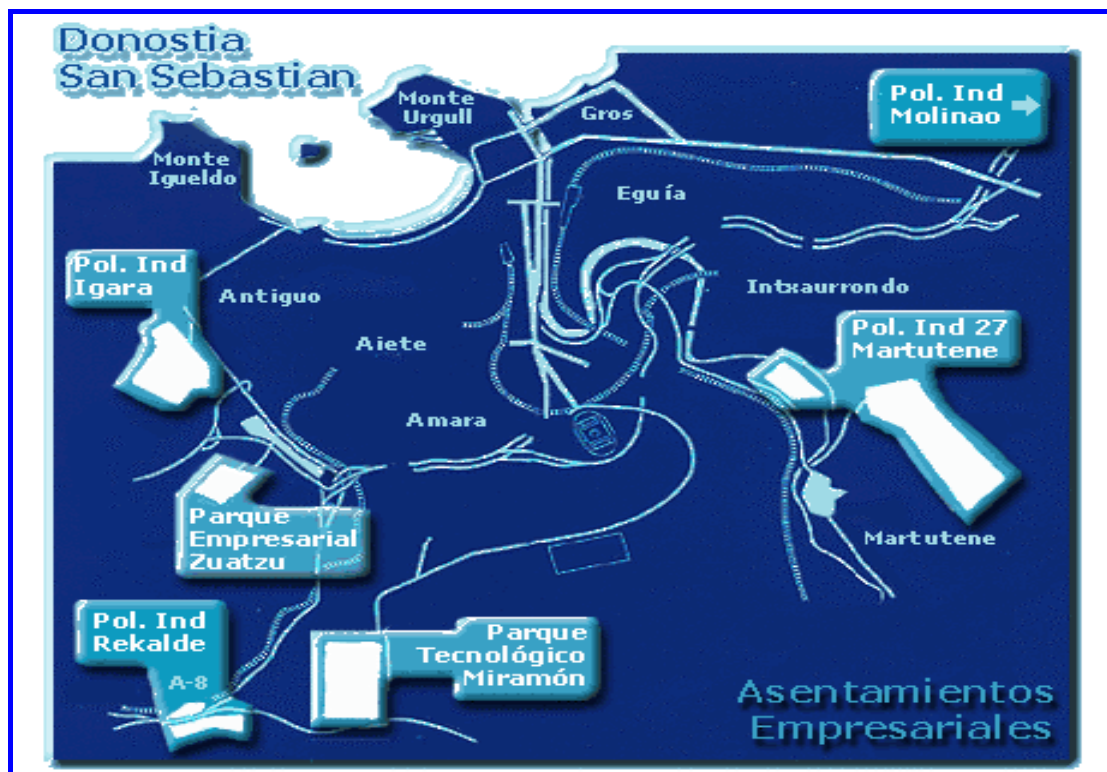 Donostia
San Sebastian
Monte
Urgull
Gros
Pol. Ind
Molinao
Monte
Igueldo
Eguía
Pol. Ind
Igara
Antiguo
Intxaurrondo
Aiete
Pol. Ind 27
Martutene
Amara
Parque
Empresarial
Zuatzu
Martutene
Pol. Ind
Rekalde
A-8
Parque
Tecnológico
Miramón
Asentamientos
Empresariales